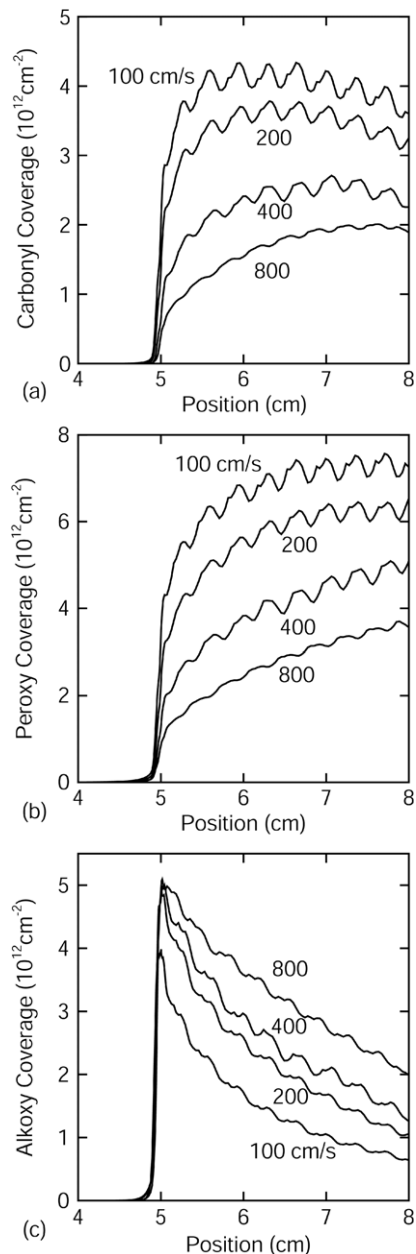 5
4
3
2
1
0
Carbonyl Coverage (10¹²cm⁻²)
100 cm/s
200
400
800
4 5 6 7 8
(a)
Position (cm)
8
6
4
2
0
Peroxy Coverage (10¹²cm⁻²)
100 cm/s
200
400
800
4 5 6 7 8
(b)
Position (cm)
5
4
3
2
1
0
Alkoxy Coverage (10¹²cm⁻²)
800
400
200
100 cm/s
4 5 6 7 8
(c)
Position (cm)